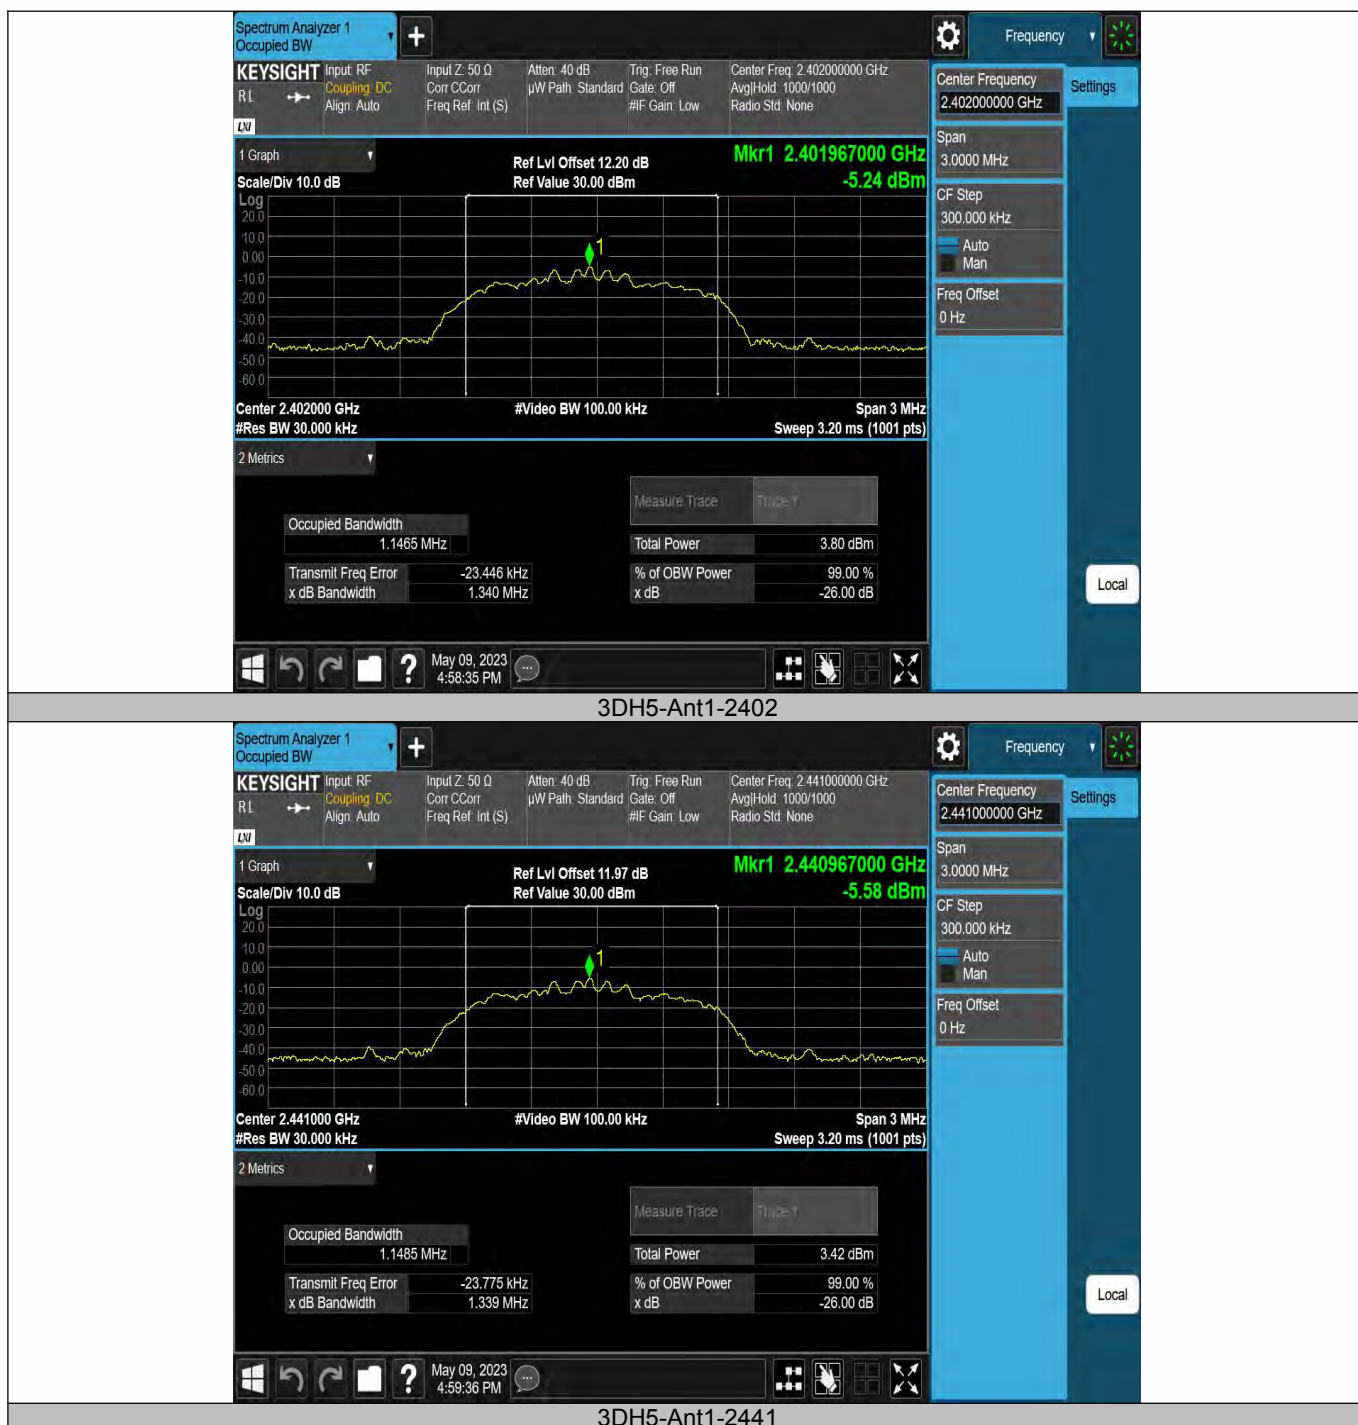 Spectrum Analyzer 1
Occupied BW
Frequency
KEYSIGHT
R L
LXI
Input: RF
Coupling: DC
Align: Auto
Input Z: 50 Ω
Corr CCorr
Freq Ref: Int (S)
Atten: 40 dB
µW Path: Standard
Trig: Free Run
Gate: Off
#IF Gain: Low
Center Freq: 2.402000000 GHz
Avg|Hold: 1000/1000
Radio Std: None
Center Frequency
2.402000000 GHz
Settings
Span
3.0000 MHz
CF Step
300.000 kHz
Auto
Man
Freq Offset
0 Hz
Local
1 Graph
Scale/Div 10.0 dB
Ref Lvl Offset 12.20 dB
Ref Value 30.00 dBm
Mkr1 2.401967000 GHz
-5.24 dBm
Log
20.0
10.0
0.00
-10.0
-20.0
-30.0
-40.0
-50.0
-60.0
1
Center 2.402000 GHz
#Video BW 100.00 kHz
Span 3 MHz
#Res BW 30.000 kHz
Sweep 3.20 ms (1001 pts)
2 Metrics
Measure Trace
Trace 1
Occupied Bandwidth
1.1465 MHz
Total Power
3.80 dBm
Transmit Freq Error
-23.446 kHz
% of OBW Power
99.00 %
x dB Bandwidth
1.340 MHz
x dB
-26.00 dB
?
May 09, 2023
4:58:35 PM
3DH5-Ant1-2402
Spectrum Analyzer 1
Occupied BW
Frequency
KEYSIGHT
R L
LXI
Input: RF
Coupling: DC
Align: Auto
Input Z: 50 Ω
Corr CCorr
Freq Ref: Int (S)
Atten: 40 dB
µW Path: Standard
Trig: Free Run
Gate: Off
#IF Gain: Low
Center Freq: 2.441000000 GHz
Avg|Hold: 1000/1000
Radio Std: None
Center Frequency
2.441000000 GHz
Settings
Span
3.0000 MHz
CF Step
300.000 kHz
Auto
Man
Freq Offset
0 Hz
Local
1 Graph
Scale/Div 10.0 dB
Ref Lvl Offset 11.97 dB
Ref Value 30.00 dBm
Mkr1 2.440967000 GHz
-5.58 dBm
Log
20.0
10.0
0.00
-10.0
-20.0
-30.0
-40.0
-50.0
-60.0
1
Center 2.441000 GHz
#Video BW 100.00 kHz
Span 3 MHz
#Res BW 30.000 kHz
Sweep 3.20 ms (1001 pts)
2 Metrics
Measure Trace
Trace 1
Occupied Bandwidth
1.1485 MHz
Total Power
3.42 dBm
Transmit Freq Error
-23.775 kHz
% of OBW Power
99.00 %
x dB Bandwidth
1.339 MHz
x dB
-26.00 dB
?
May 09, 2023
4:59:36 PM
3DH5-Ant1-2441